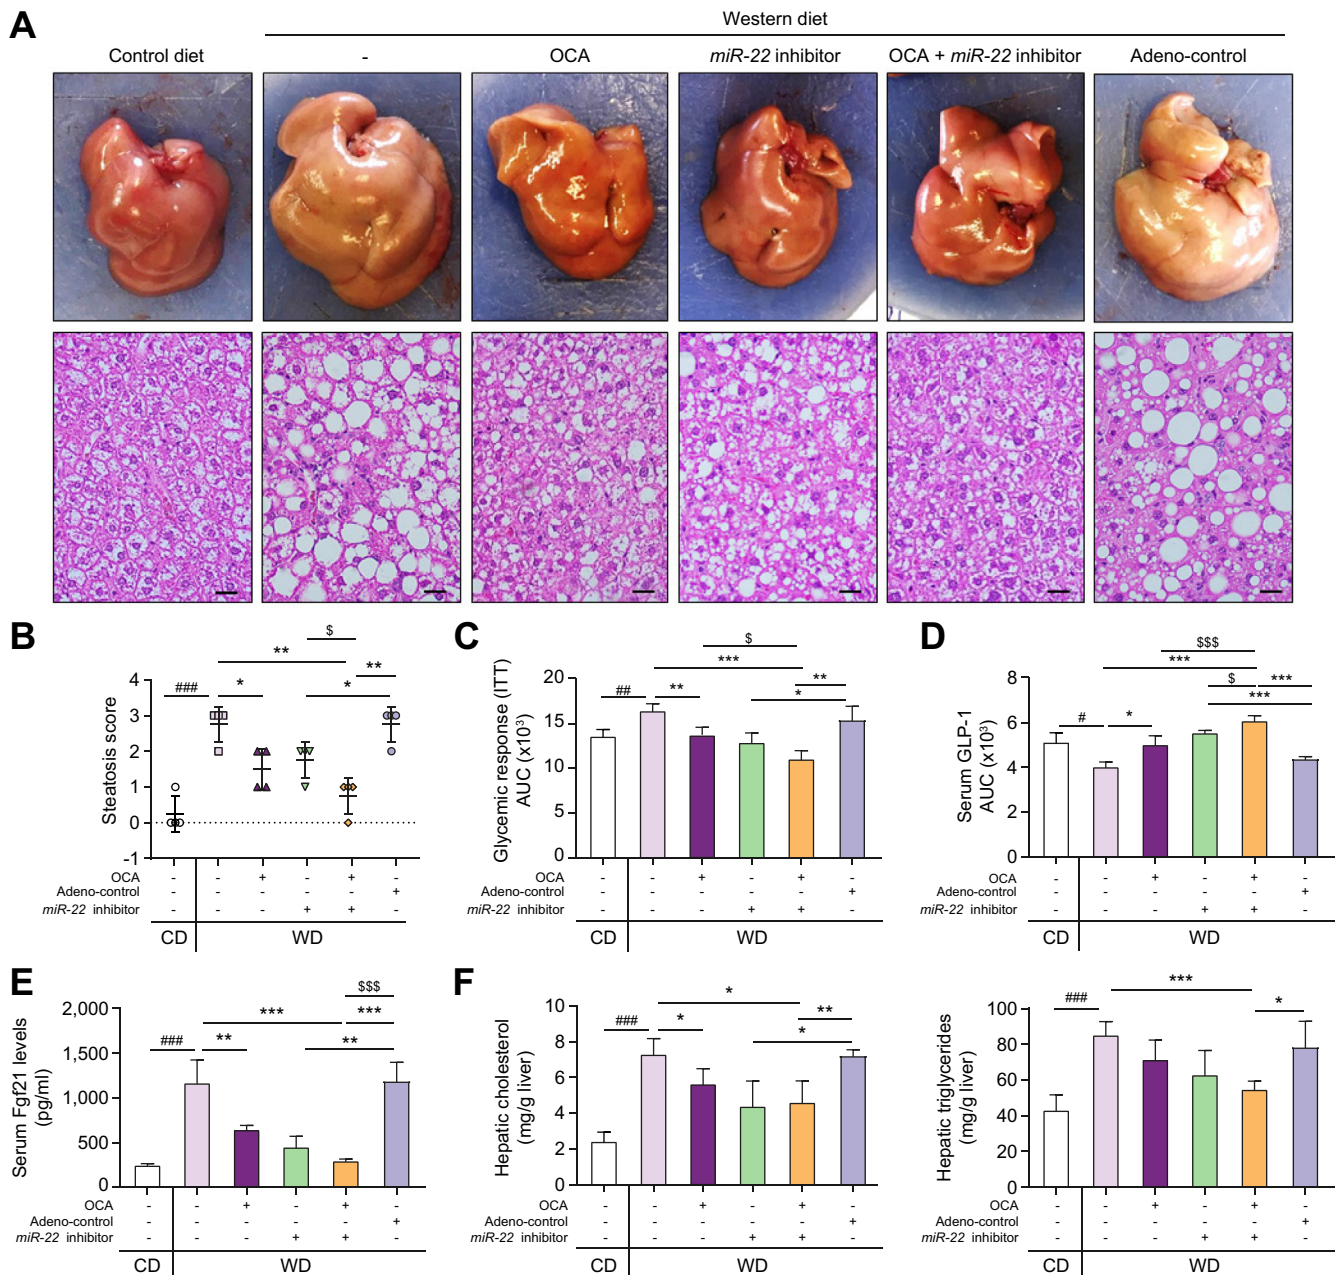 A
Western diet
Control diet
-
OCA
miR-22 inhibitor
OCA + miR-22 inhibitor
Adeno-control
B
Steatosis score
4
3
2
1
0
-1
###
*
**
$
*
**
OCA - - + - + -
Adeno-control - - - - - +
miR-22 inhibitor - - - + + -
CD WD
C
Glycemic response (ITT)
AUC (x10³)
20
15
10
5
0
##
**
***
$
*
**
OCA - - + - + -
Adeno-control - - - - - +
miR-22 inhibitor - - - + + -
CD WD
D
Serum GLP-1
AUC (x10³)
8
6
4
2
0
#
*
***
$$$
$
***
***
OCA - - + - + -
Adeno-control - - - - - +
miR-22 inhibitor - - - + + -
CD WD
E
Serum Fgf21 levels
(pg/ml)
2,000
1,500
1,000
500
0
###
**
***
$$$
***
**
OCA - - + - + -
Adeno-control - - - - - +
miR-22 inhibitor - - - + + -
CD WD
F
Hepatic cholesterol
(mg/g liver)
10
8
6
4
2
0
###
*
*
**
*
OCA - - + - + -
Adeno-control - - - - - +
miR-22 inhibitor - - - + + -
CD WD
Hepatic triglycerides
(mg/g liver)
100
80
60
40
20
0
###
***
*
OCA - - + - + -
Adeno-control - - - - - +
miR-22 inhibitor - - - + + -
CD WD